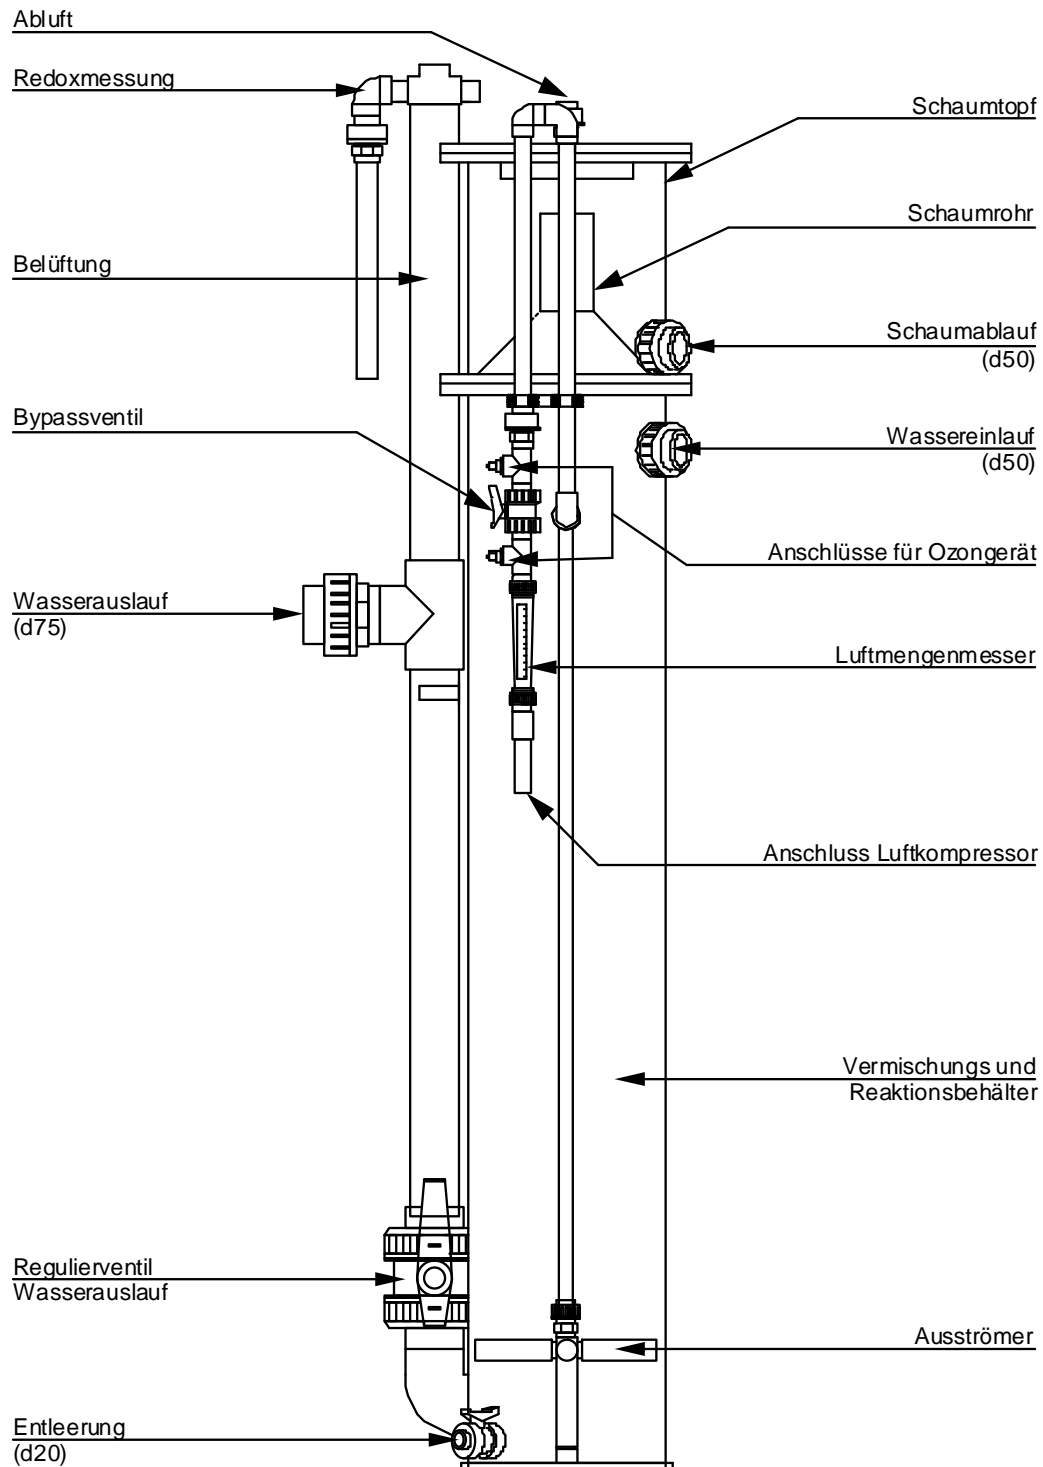 Abluft
Redoxmessung
Schaumtopf
Schaumrohr
Belüftung
Schaumablauf
(d50)
Bypassventil
Wassereinlauf
(d50)
Anschlüsse für Ozongerät
Wasserauslauf
(d75)
Luftmengenmesser
Anschluss Luftkompressor
Vermischungs und
Reaktionsbehälter
Regulierventil
Wasserauslauf
Ausströmer
Entleerung
(d20)